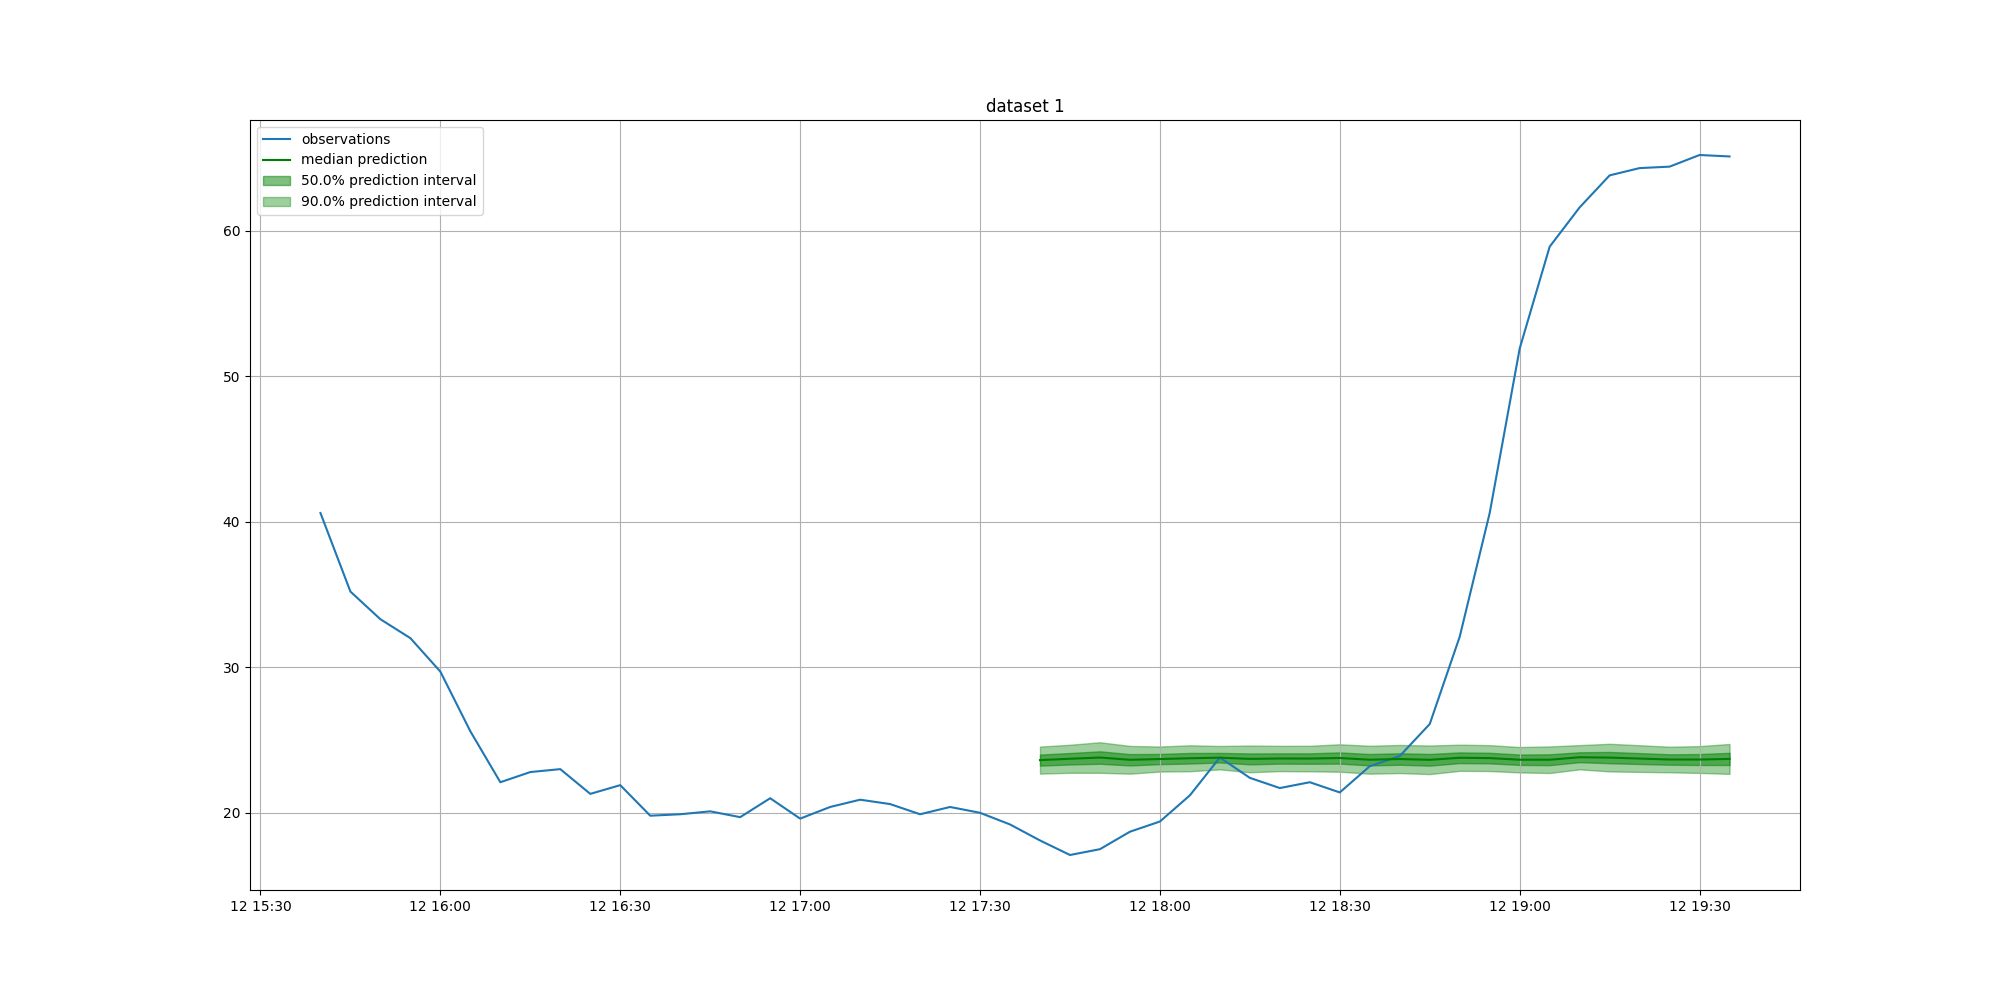 dataset 1
observations
median prediction
50.0% prediction interval
90.0% prediction interval
60
50
40
30
20
12 15:30 12 16:00 12 16:30 12 17:00 12 17:30 12 18:00 12 18:30 12 19:00 12 19:30